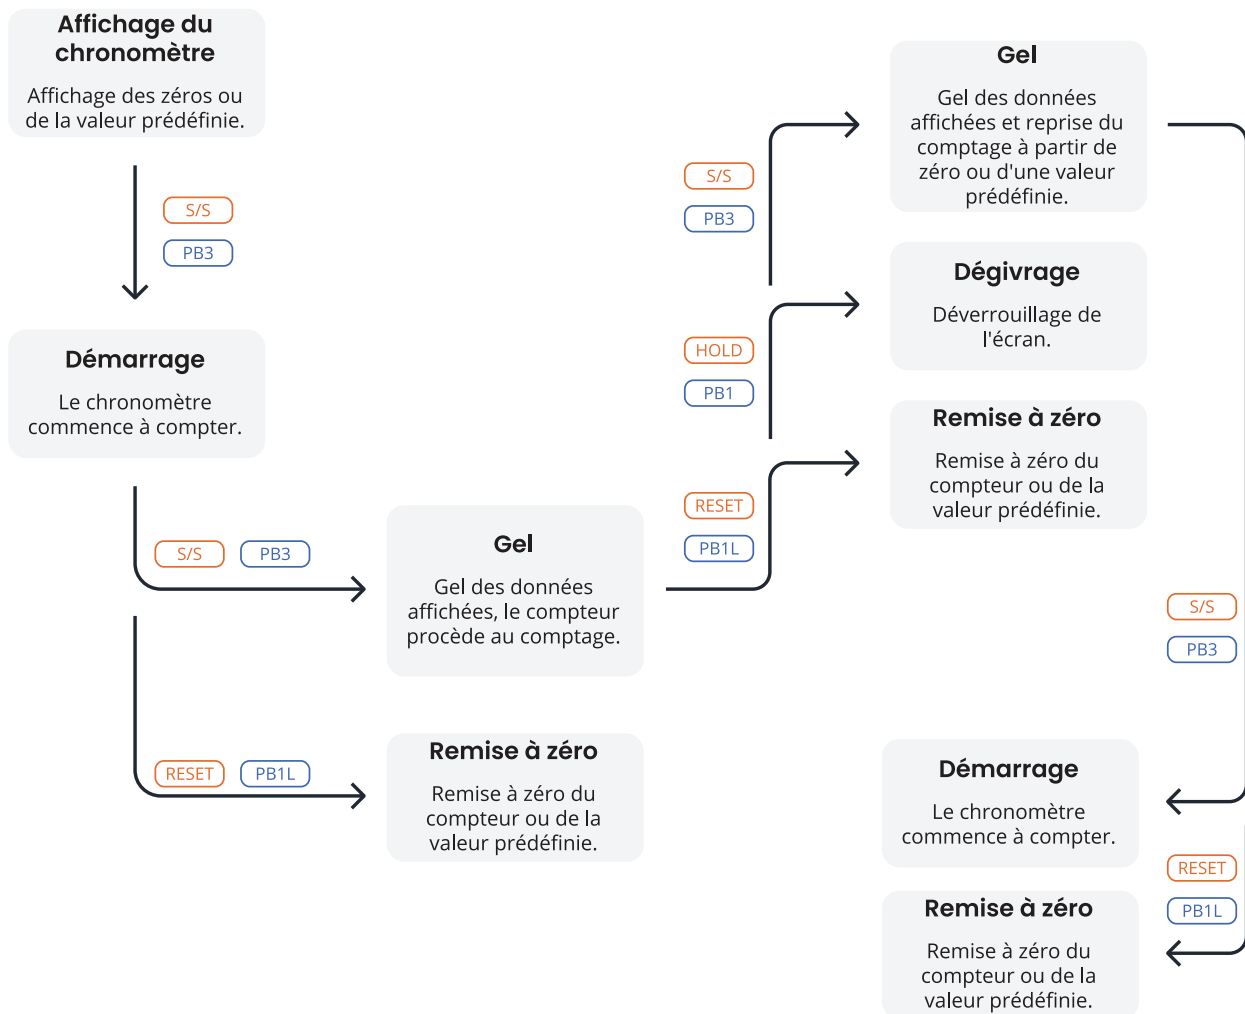 Affichage du
chronomètre
Affichage des zéros ou
de la valeur prédéfinie.
S/S
PB3
Démarrage
Le chronomètre
commence à compter.
S/S PB3
Gel
Gel des données
affichées, le compteur
procède au comptage.
RESET PB1L
Remise à zéro
Remise à zéro du
compteur ou de la
valeur prédéfinie.
S/S
PB3
Gel
Gel des données
affichées et reprise du
comptage à partir de
zéro ou d'une valeur
prédéfinie.
HOLD
PB1
Dégivrage
Déverrouillage de
l'écran.
RESET
PB1L
Remise à zéro
Remise à zéro du
compteur ou de la
valeur prédéfinie.
S/S
PB3
Démarrage
Le chronomètre
commence à compter.
RESET
PB1L
Remise à zéro
Remise à zéro du
compteur ou de la
valeur prédéfinie.